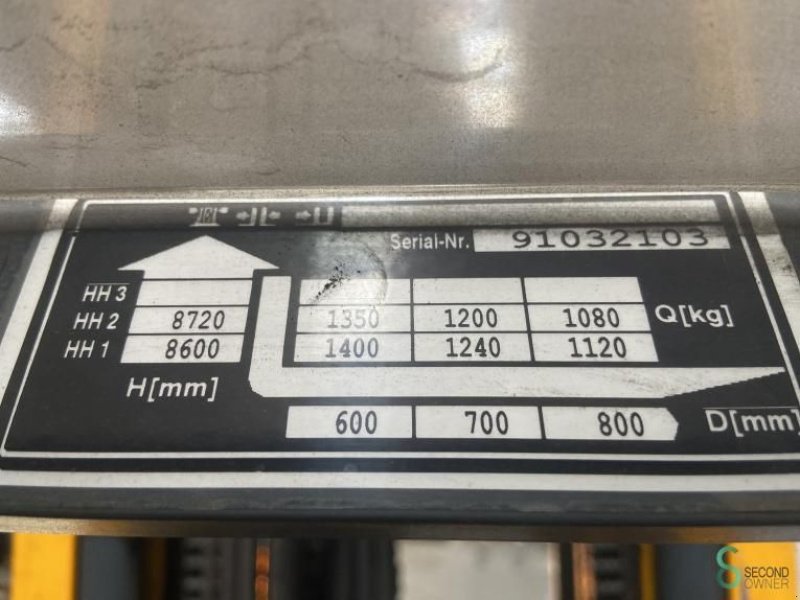 Serial-Nr. 91032103
HH 3
HH 2 8720 1350 1200 1080 Q[kg]
HH 1 8600 1400 1240 1120
H[mm]
600 700 800 D[mm]
SECOND
OWNER